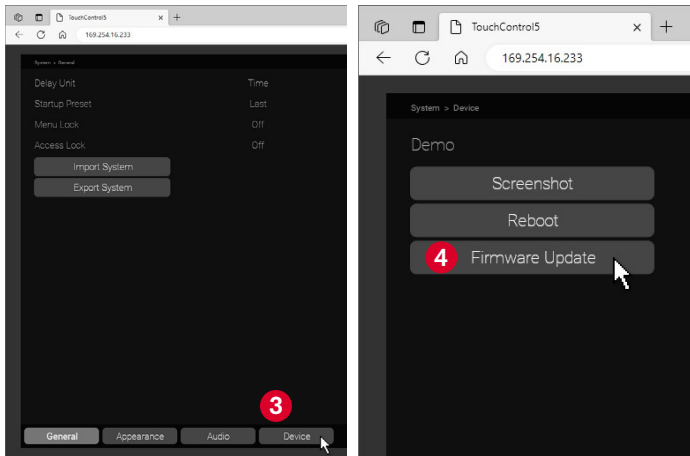 TouchControl5
169.254.16.233
System > General
Delay Unit Time
Startup Preset Last
Menu Lock Off
Access Lock Off
Import System
Export System
3
General Appearance Audio Device
TouchControl5
169.254.16.233
System > Device
Demo
Screenshot
Reboot
4 Firmware Update